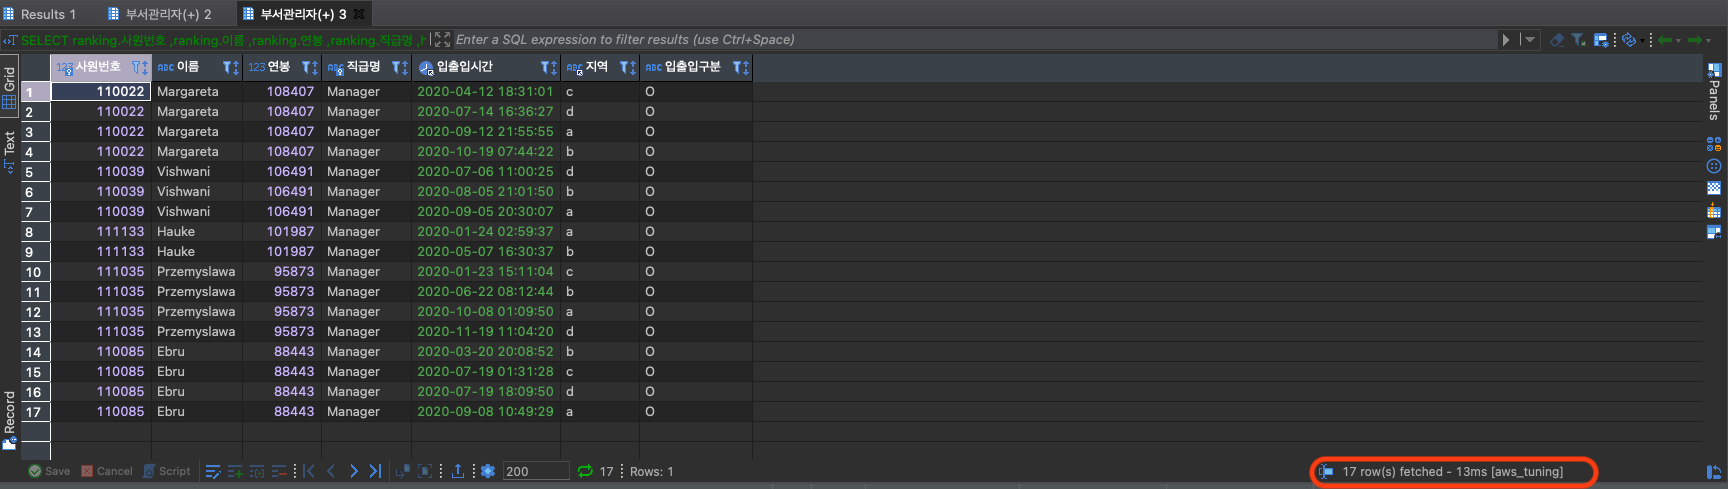 Results 1 부서관리자(+) 2 부서관리자(+) 3
SELECT ranking.사원번호 ,ranking.이름 ,ranking.연봉 ,ranking.직급명 ,h Enter a SQL expression to filter results (use Ctrl+Space)
Grid
Text
Record
123 사원번호 ABC 이름 123 연봉 ABC 직급명 입출입시간 ABC 지역 ABC 입출입구분
1 110022 Margareta 108407 Manager 2020-04-12 18:31:01 c O
2 110022 Margareta 108407 Manager 2020-07-14 16:36:27 d O
3 110022 Margareta 108407 Manager 2020-09-12 21:55:55 a O
4 110022 Margareta 108407 Manager 2020-10-19 07:44:22 b O
5 110039 Vishwani 106491 Manager 2020-07-06 11:00:25 d O
6 110039 Vishwani 106491 Manager 2020-08-05 21:01:50 b O
7 110039 Vishwani 106491 Manager 2020-09-05 20:30:07 a O
8 111133 Hauke 101987 Manager 2020-01-24 02:59:37 a O
9 111133 Hauke 101987 Manager 2020-05-07 16:30:37 b O
10 111035 Przemyslawa 95873 Manager 2020-01-23 15:11:04 c O
11 111035 Przemyslawa 95873 Manager 2020-06-22 08:12:44 b O
12 111035 Przemyslawa 95873 Manager 2020-10-08 01:09:50 a O
13 111035 Przemyslawa 95873 Manager 2020-11-19 11:04:20 d O
14 110085 Ebru 88443 Manager 2020-03-20 20:08:52 b O
15 110085 Ebru 88443 Manager 2020-07-19 01:31:28 c O
16 110085 Ebru 88443 Manager 2020-07-19 18:09:50 d O
17 110085 Ebru 88443 Manager 2020-09-08 10:49:29 a O
Panels
Save Cancel Script 200 17 Rows: 1 17 row(s) fetched - 13ms [aws_tuning]